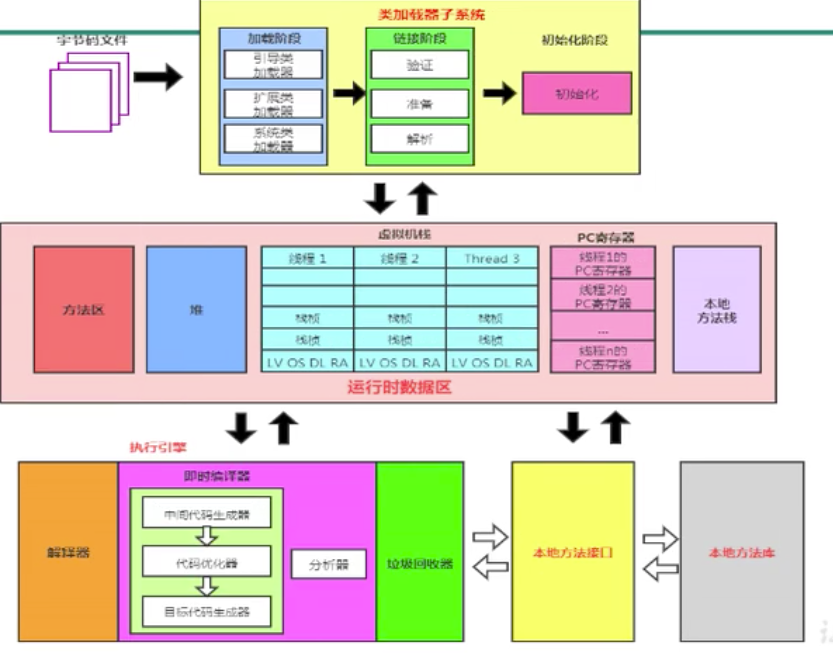 类加载器子系统
字节码文件
加载阶段
引导类
加载器
扩展类
加载器
系统类
加载器
链接阶段
验证
准备
解析
初始化阶段
初始化
方法区
堆
虚拟机栈
线程 1
线程 2
Thread 3
栈帧
栈帧
栈帧
栈帧
栈帧
栈帧
LV OS DL RA
LV OS DL RA
LV OS DL RA
PC寄存器
线程1的
PC寄存器
线程2的
PC寄存器
...
线程n的
PC寄存器
本地
方法栈
运行时数据区
执行引擎
解释器
即时编译器
中间代码生成器
代码优化器
目标代码生成器
分析器
垃圾回收器
本地方法接口
本地方法库